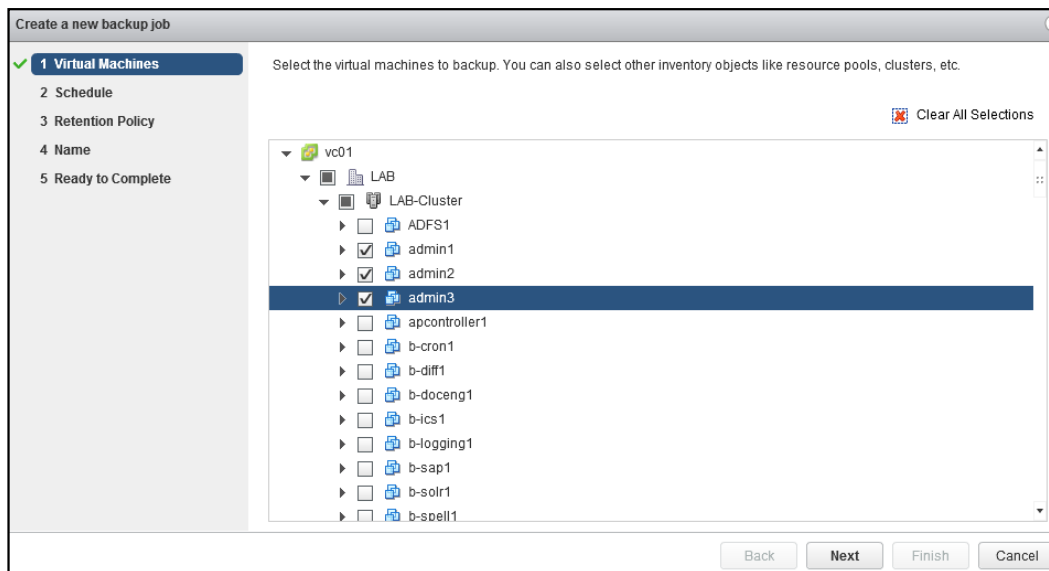 Create a new backup job
1 Virtual Machines
2 Schedule
3 Retention Policy
4 Name
5 Ready to Complete
Select the virtual machines to backup. You can also select other inventory objects like resource pools, clusters, etc.
Clear All Selections
vc01
LAB
LAB-Cluster
ADFS1
admin1
admin2
admin3
apcontroller1
b-cron1
b-diff1
b-doceng1
b-ics1
b-logging1
b-sap1
b-solr1
b-spell1
Back
Next
Finish
Cancel